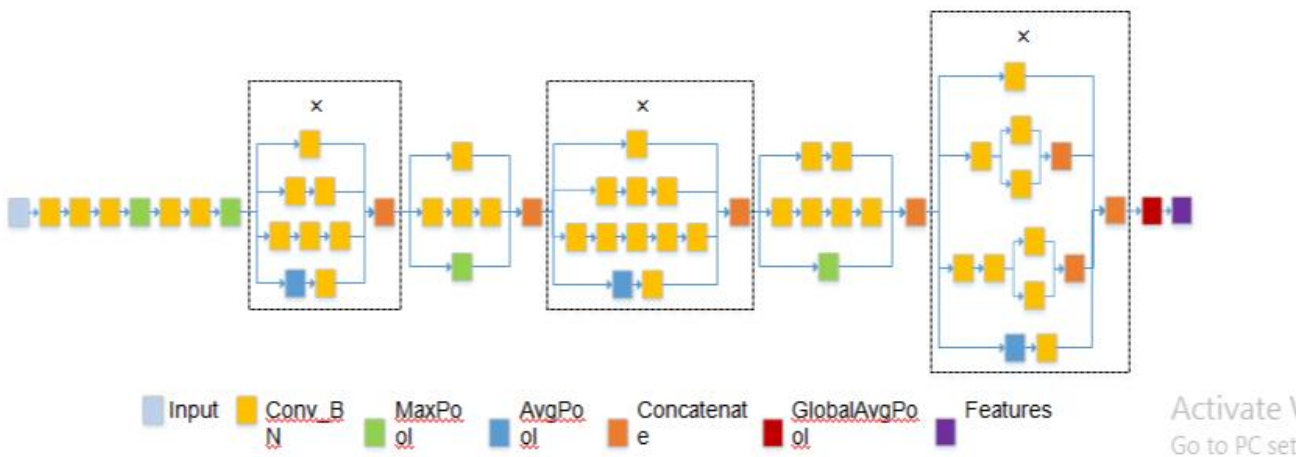 ×
×
×
Input
Conv_B
N
MaxPo
ol
AvgPo
ol
Concatenat
e
GlobalAvgPo
ol
Features
Activate
Go to PC set